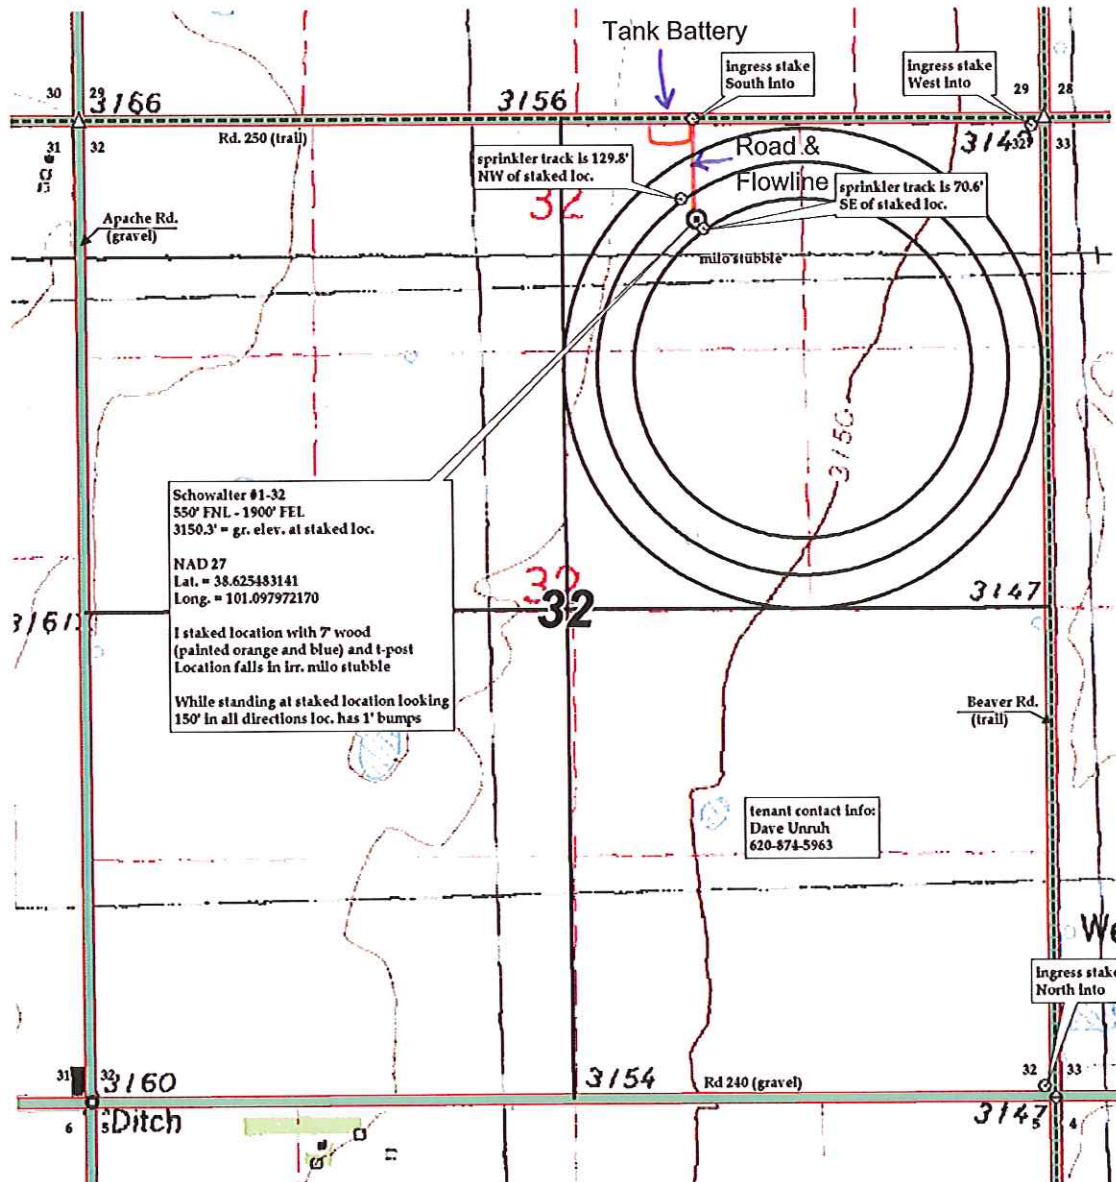 Tank Battery
ingress stake
South into
ingress stake
West into
30
29
3166
3156
29
28
Rd. 250 (trail)
31
32
3149
32
33
sprinkler track is 129.8'
NW of staked loc.
Road &
Flowline
sprinkler track is 70.6'
SE of staked loc.
32
Apache Rd.
(gravel)
milo stubble
3150
Schowalter #1-32
550' FNL - 1900' FEL
3150.3' = gr. elev. at staked loc.
NAD 27
Lat. = 38.625483141
Long. = 101.097972170
I staked location with 7' wood
(painted orange and blue) and t-post
Location falls in irr. milo stubble
While standing at staked location looking
150' in all directions loc. has 1' bumps
32
32
3161
3147
Beaver Rd.
(trail)
tenant contact info:
Dave Unruh
620-874-5963
We
ingress stake
North into
31
32
3160
3154
Rd 240 (gravel)
32
33
6
5
Ditch
3147
5
4